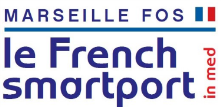 MARSEILLE FOS
le French
smartport
in med